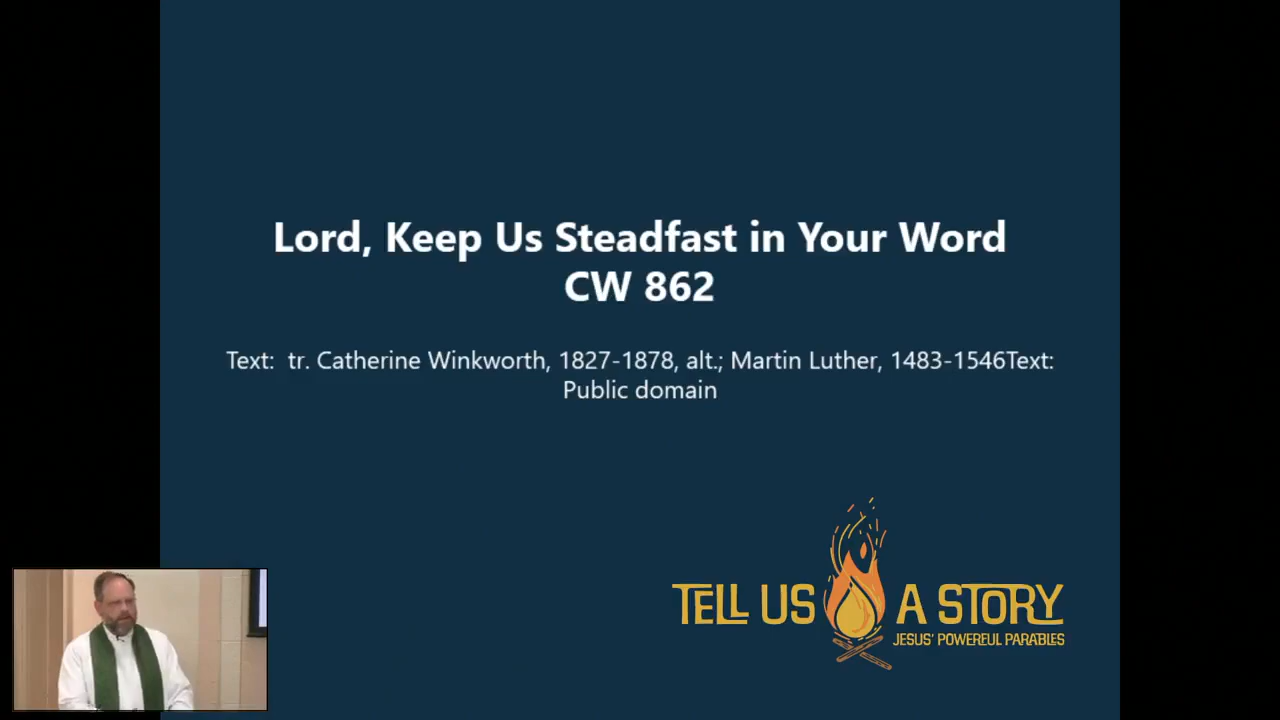 Lord, Keep Us Steadfast in Your Word
CW 862
Text:  tr. Catherine Winkworth, 1827-1878, alt.; Martin Luther, 1483-1546Text:
Public domain
TELL US A STORY
JESUS' POWERFUL PARABLES